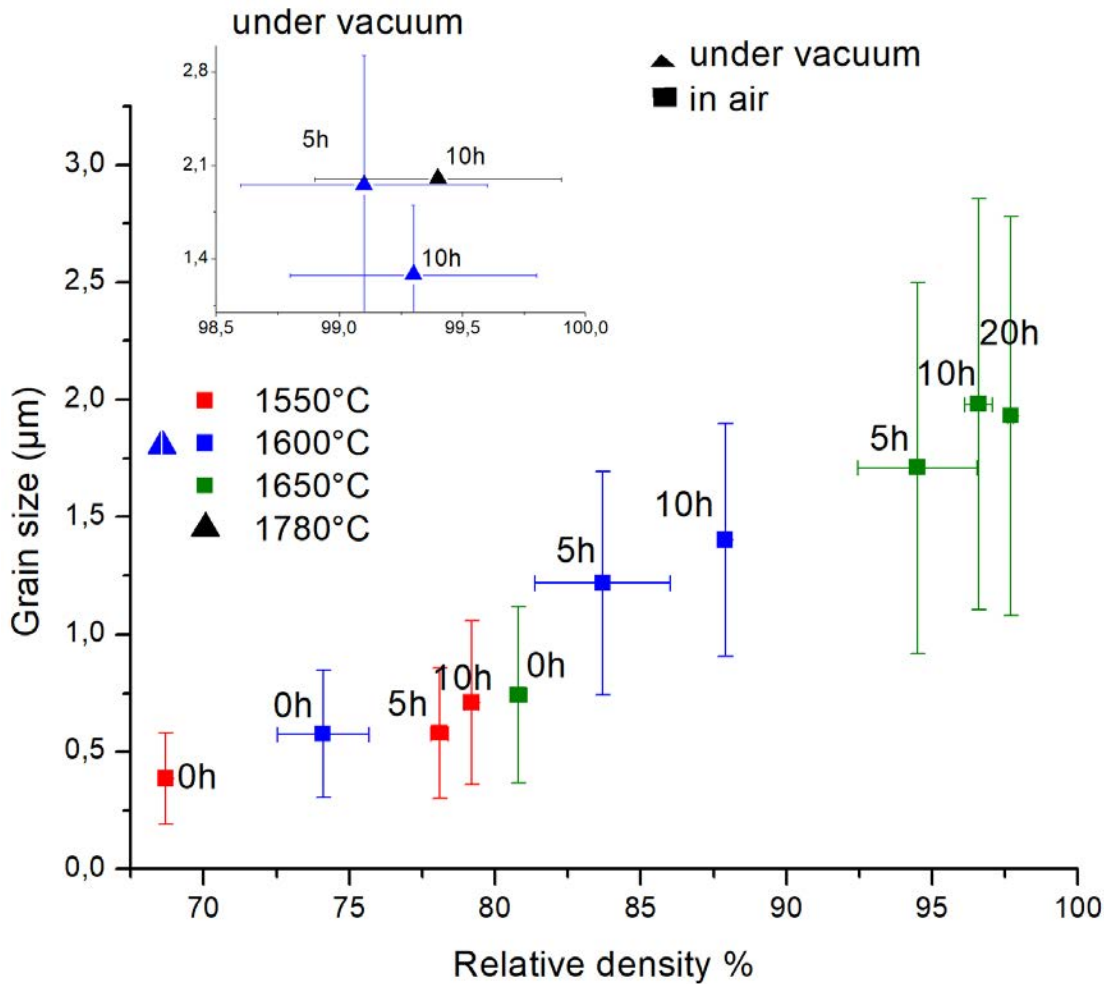 under vacuum
under vacuum
in air
2,8
2,1
1,4
5h
10h
10h
98,5 99,0 99,5 100,0
3,0
2,5
2,0
1,5
1,0
0,5
0,0
Grain size (μm)
1550°C
1600°C
1650°C
1780°C
0h
0h
5h
10h
0h
5h
10h
5h
10h
20h
70 75 80 85 90 95 100
Relative density %